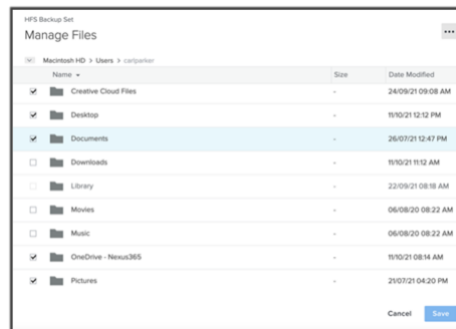 HFS Backup Set
Manage Files
Macintosh HD > Users > carlparker
Name Size Date Modified
Creative Cloud Files - 24/09/21 09:08 AM
Desktop - 11/10/21 12:12 PM
Documents - 26/07/21 12:47 PM
Downloads - 11/10/21 11:12 AM
Library - 22/09/21 08:18 AM
Movies - 06/08/20 08:22 AM
Music - 06/08/20 08:22 AM
OneDrive - Nexus365 - 11/10/21 08:14 AM
Pictures - 21/07/21 04:20 PM
Cancel Save